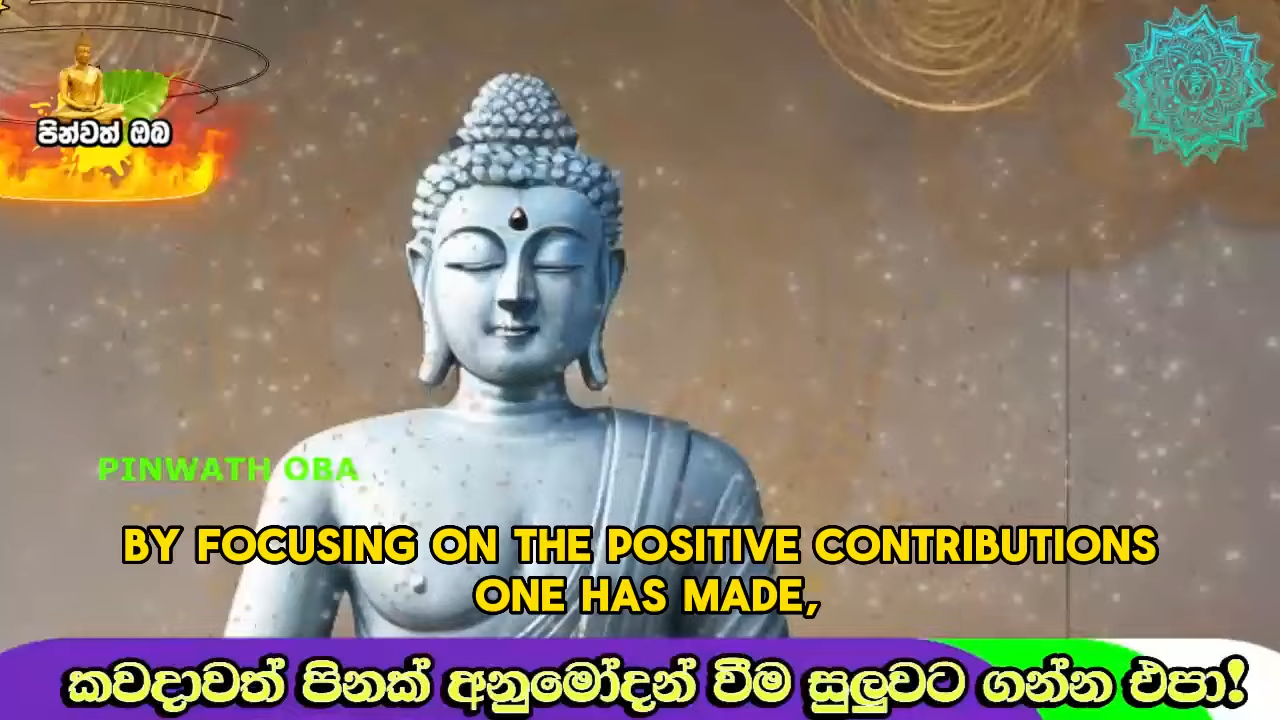 පින්වත් ඔබ
PINWATH OBA
BY FOCUSING ON THE POSITIVE CONTRIBUTIONS
ONE HAS MADE,
කවදාවත් පිනක් අනුමෝදන් වීම සුලුවට ගන්න එපා!